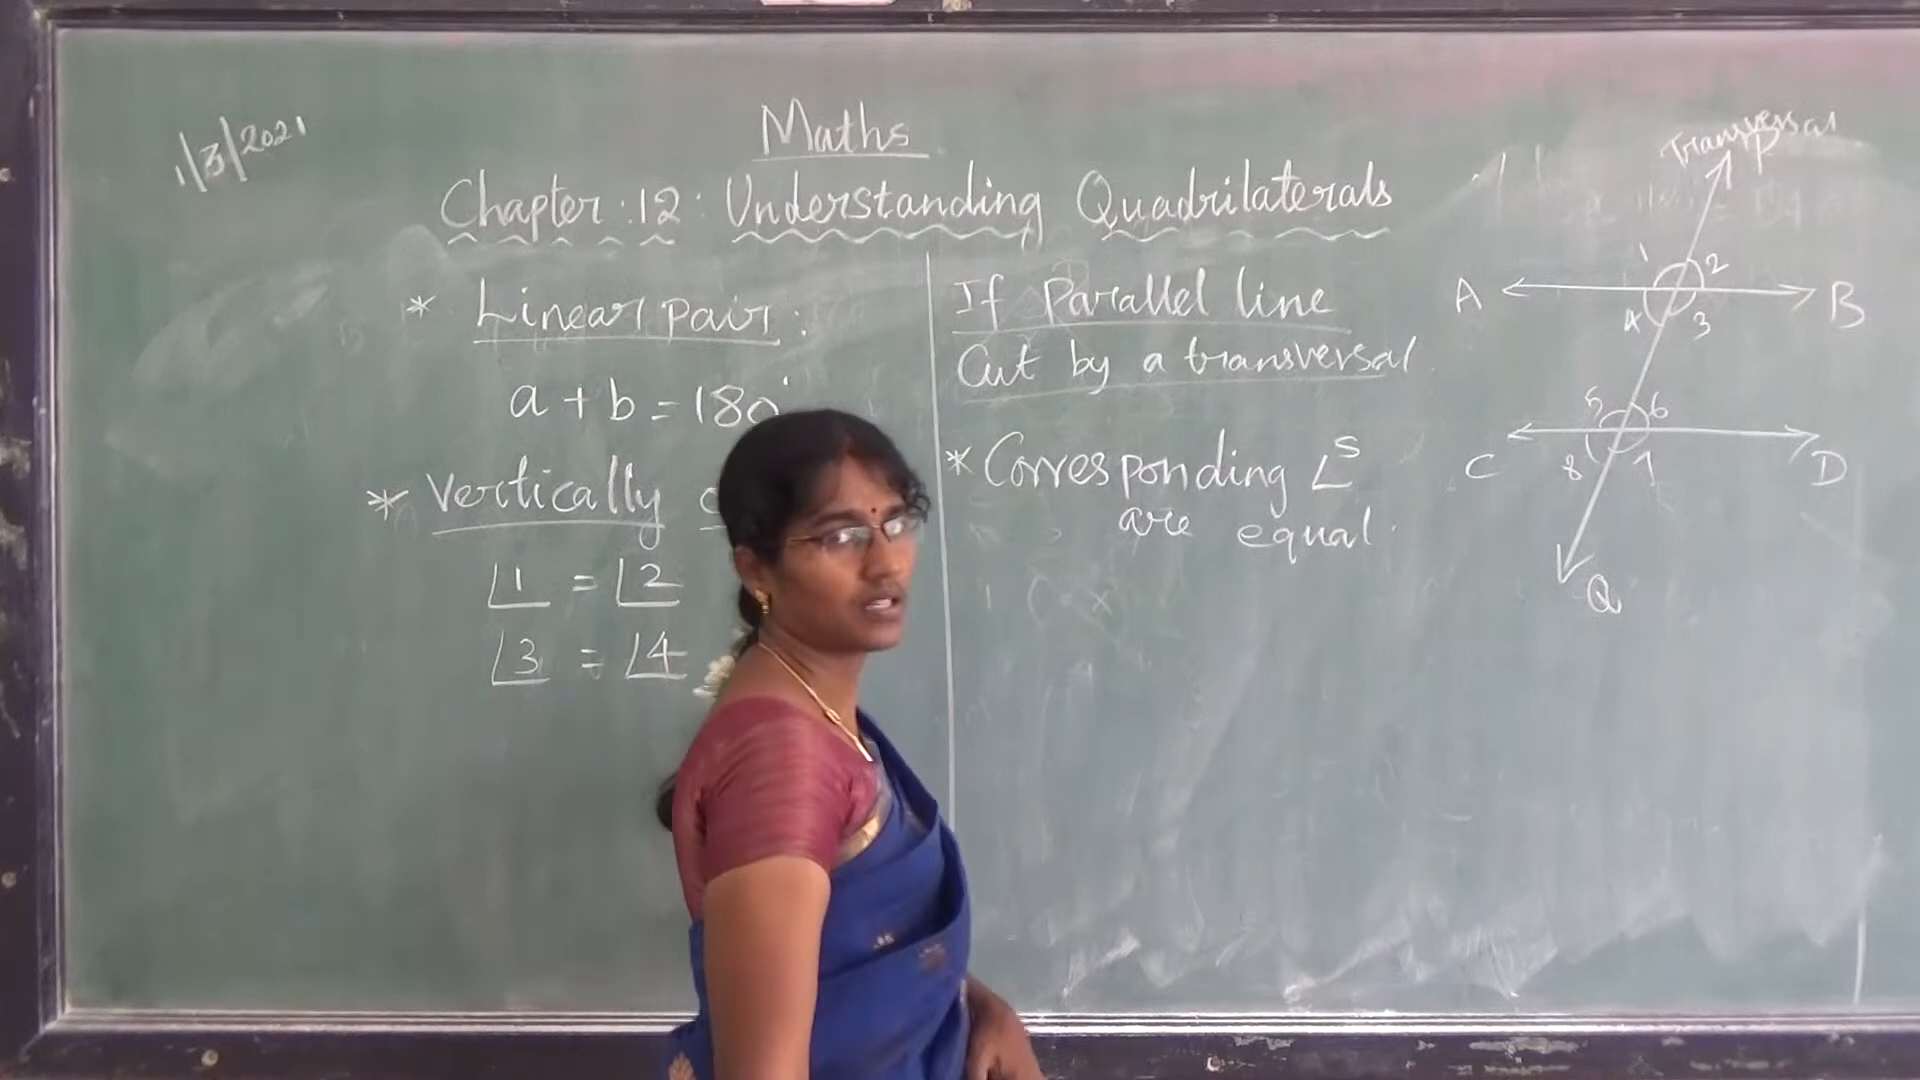 1/3/2021
Maths
Chapter : 12 : Understanding Quadrilaterals
* Linear pair :
a + b = 180°
* Vertically
∠1 = ∠2
∠3 = ∠4
If Parallel line
Cut by a transversal.
* Corresponding ∠s
are equal.
Transversal
P
1 2
A B
4 3
5 6
C D
8 7
Q